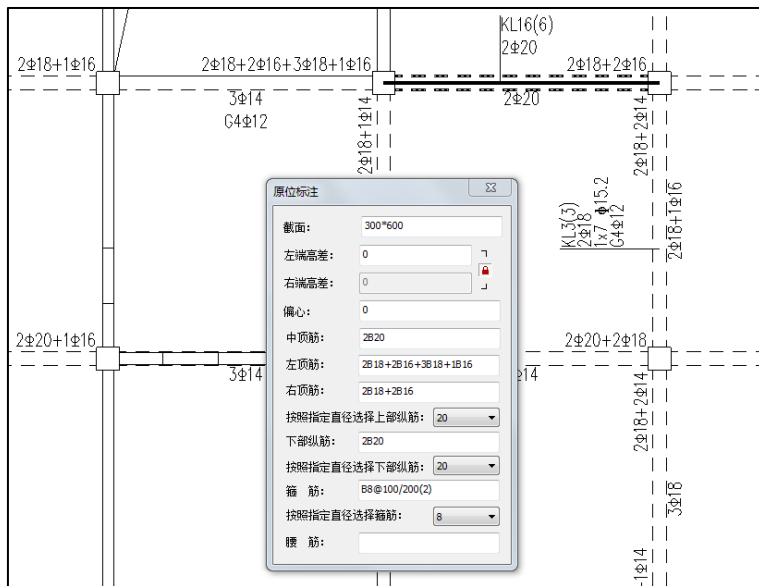 KL16(6)
2Φ20
2Φ18+1Φ16
2Φ18+2Φ16+3Φ18+1Φ16
2Φ18+2Φ16
3Φ14
G4Φ12
2Φ20
2Φ18+1Φ14
2Φ18+2Φ14
KL3(3)
2Φ18
1x7 ϕ15.2
G4Φ12
2Φ18+1Φ16
原位标注
截面: 300*600
左端高差: 0
右端高差: 0
偏心: 0
中顶筋: 2B20
左顶筋: 2B18+2B16+3B18+1B16
右顶筋: 2B18+2B16
按照指定直径选择上部纵筋: 20
下部纵筋: 2B20
按照指定直径选择下部纵筋: 20
箍 筋: B8@100/200(2)
按照指定直径选择箍筋: 8
腰 筋:
2Φ20+1Φ16
2Φ20+2Φ18
3Φ14
Φ14
2Φ18+2Φ14
3Φ18
-1Φ14